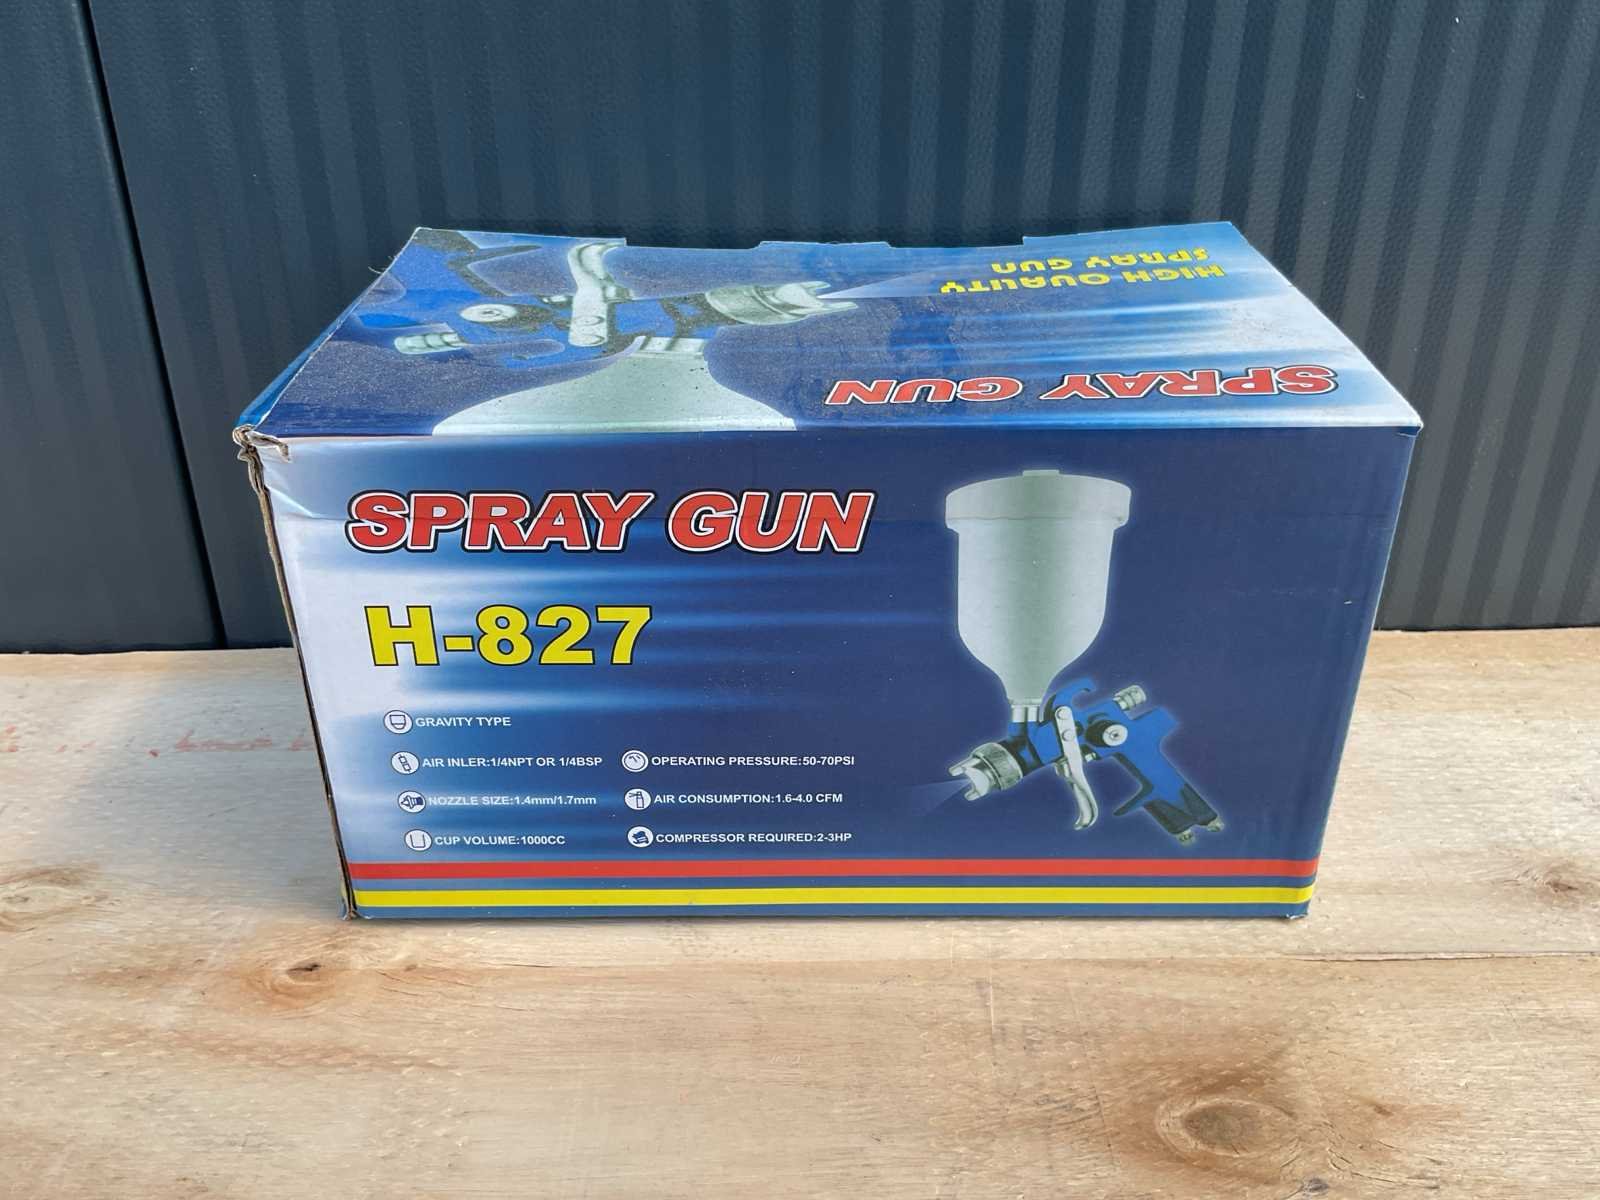 HIGH QUALITY
SPRAY GUN
SPRAY GUN
SPRAY GUN
H-827
GRAVITY TYPE
AIR INLER:1/4NPT OR 1/4BSP
OPERATING PRESSURE:50-70PSI
NOZZLE SIZE:1.4mm/1.7mm
AIR CONSUMPTION:1.6-4.0 CFM
CUP VOLUME:1000CC
COMPRESSOR REQUIRED:2-3HP